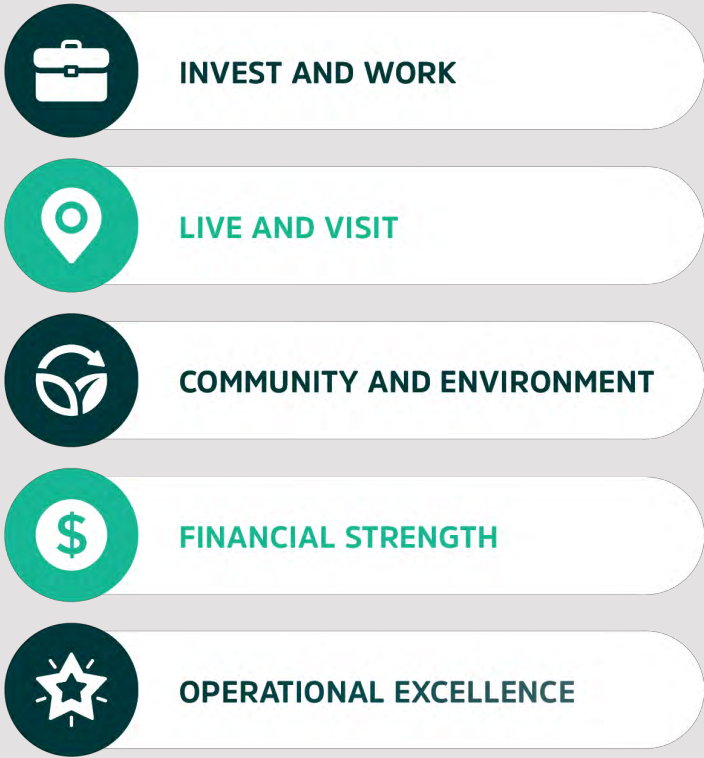 INVEST AND WORK
LIVE AND VISIT
COMMUNITY AND ENVIRONMENT
$
FINANCIAL STRENGTH
OPERATIONAL EXCELLENCE